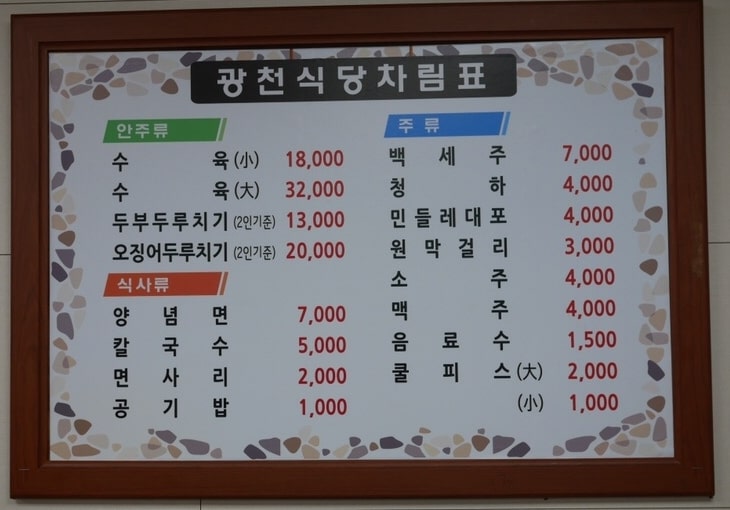 광천식당차림표
안주류
수 육 (小) 18,000
수 육 (大) 32,000
두부두루치기 (2인기준) 13,000
오징어두루치기 (2인기준) 20,000
식사류
양 념 면 7,000
칼 국 수 5,000
면 사 리 2,000
공 기 밥 1,000
주 류
백 세 주 7,000
청 하 4,000
민들레대포 4,000
원 막 걸 리 3,000
소 주 4,000
맥 주 4,000
음 료 수 1,500
쿨 피 스 (大) 2,000
(小) 1,000